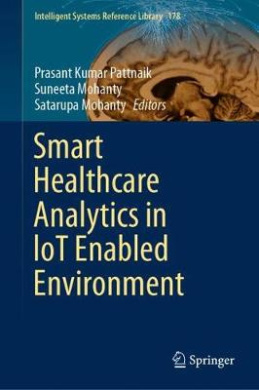 Intelligent Systems Reference Library 178
Prasant Kumar Pattnaik
Suneeta Mohanty
Satarupa Mohanty Editors
Smart
Healthcare
Analytics in
IoT Enabled
Environment
Springer